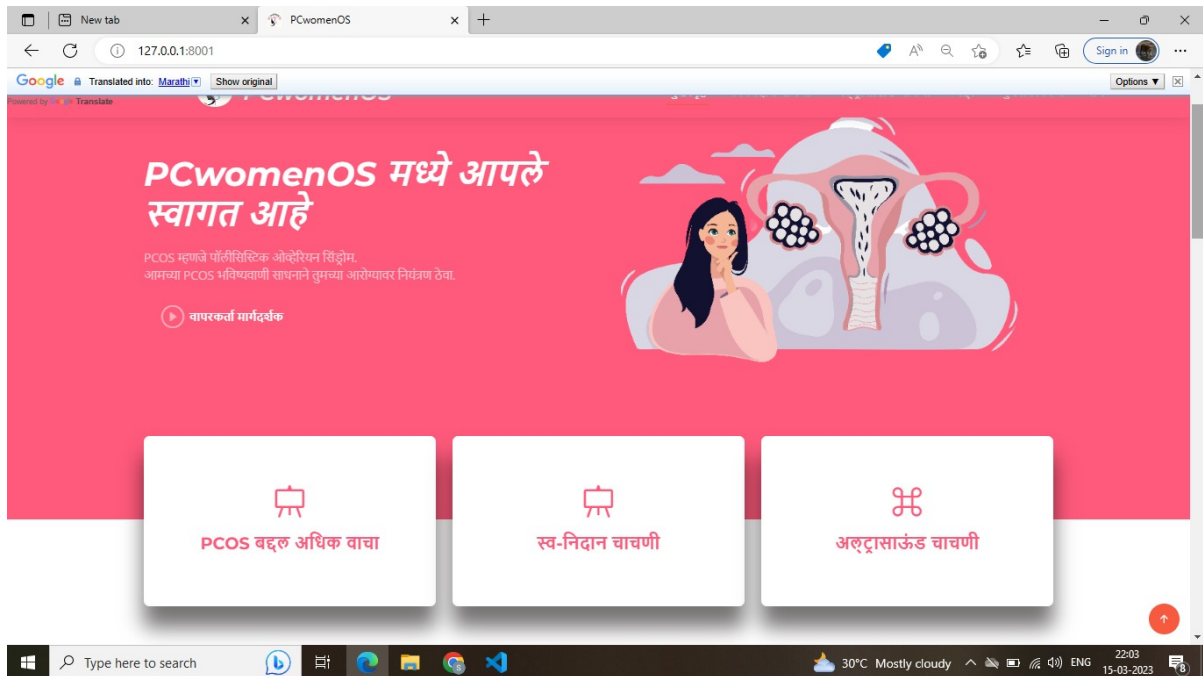 New tab
PCwomenOS
127.0.0.1:8001
Sign in
Google Translated into: Marathi Show original Options ▼
Powered by Google Translate
PCwomenOS
PCwomenOS मध्ये आपले
स्वागत आहे
PCOS म्हणजे पॉलीसिस्टिक ओव्हेरियन सिंड्रोम.
आमच्या PCOS भविष्यवाणी साधनाने तुमच्या आरोग्यावर नियंत्रण ठेवा.
वापरकर्ता मार्गदर्शक
PCOS बद्दल अधिक वाचा
स्व-निदान चाचणी
अल्ट्रासाऊंड चाचणी
Type here to search
30°C Mostly cloudy
ENG
22:03
15-03-2023
8